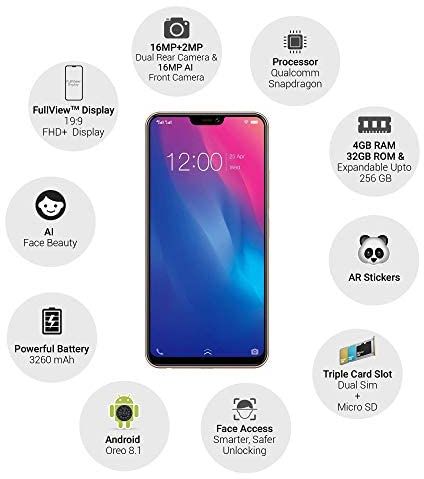 16MP+2MP
Dual Rear Camera &
16MP AI
Front Camera
Processor
Qualcomm
Snapdragon
FullView™ Display
19:9
FHD+ Display
4GB RAM
32GB ROM &
Expandable Upto
256 GB
12:00
20 Apr
AI
Face Beauty
AR Stickers
Powerful Battery
3260 mAh
Triple Card Slot
Dual Sim
+
Micro SD
Android
Oreo 8.1
Face Access
Smarter, Safer
Unlocking